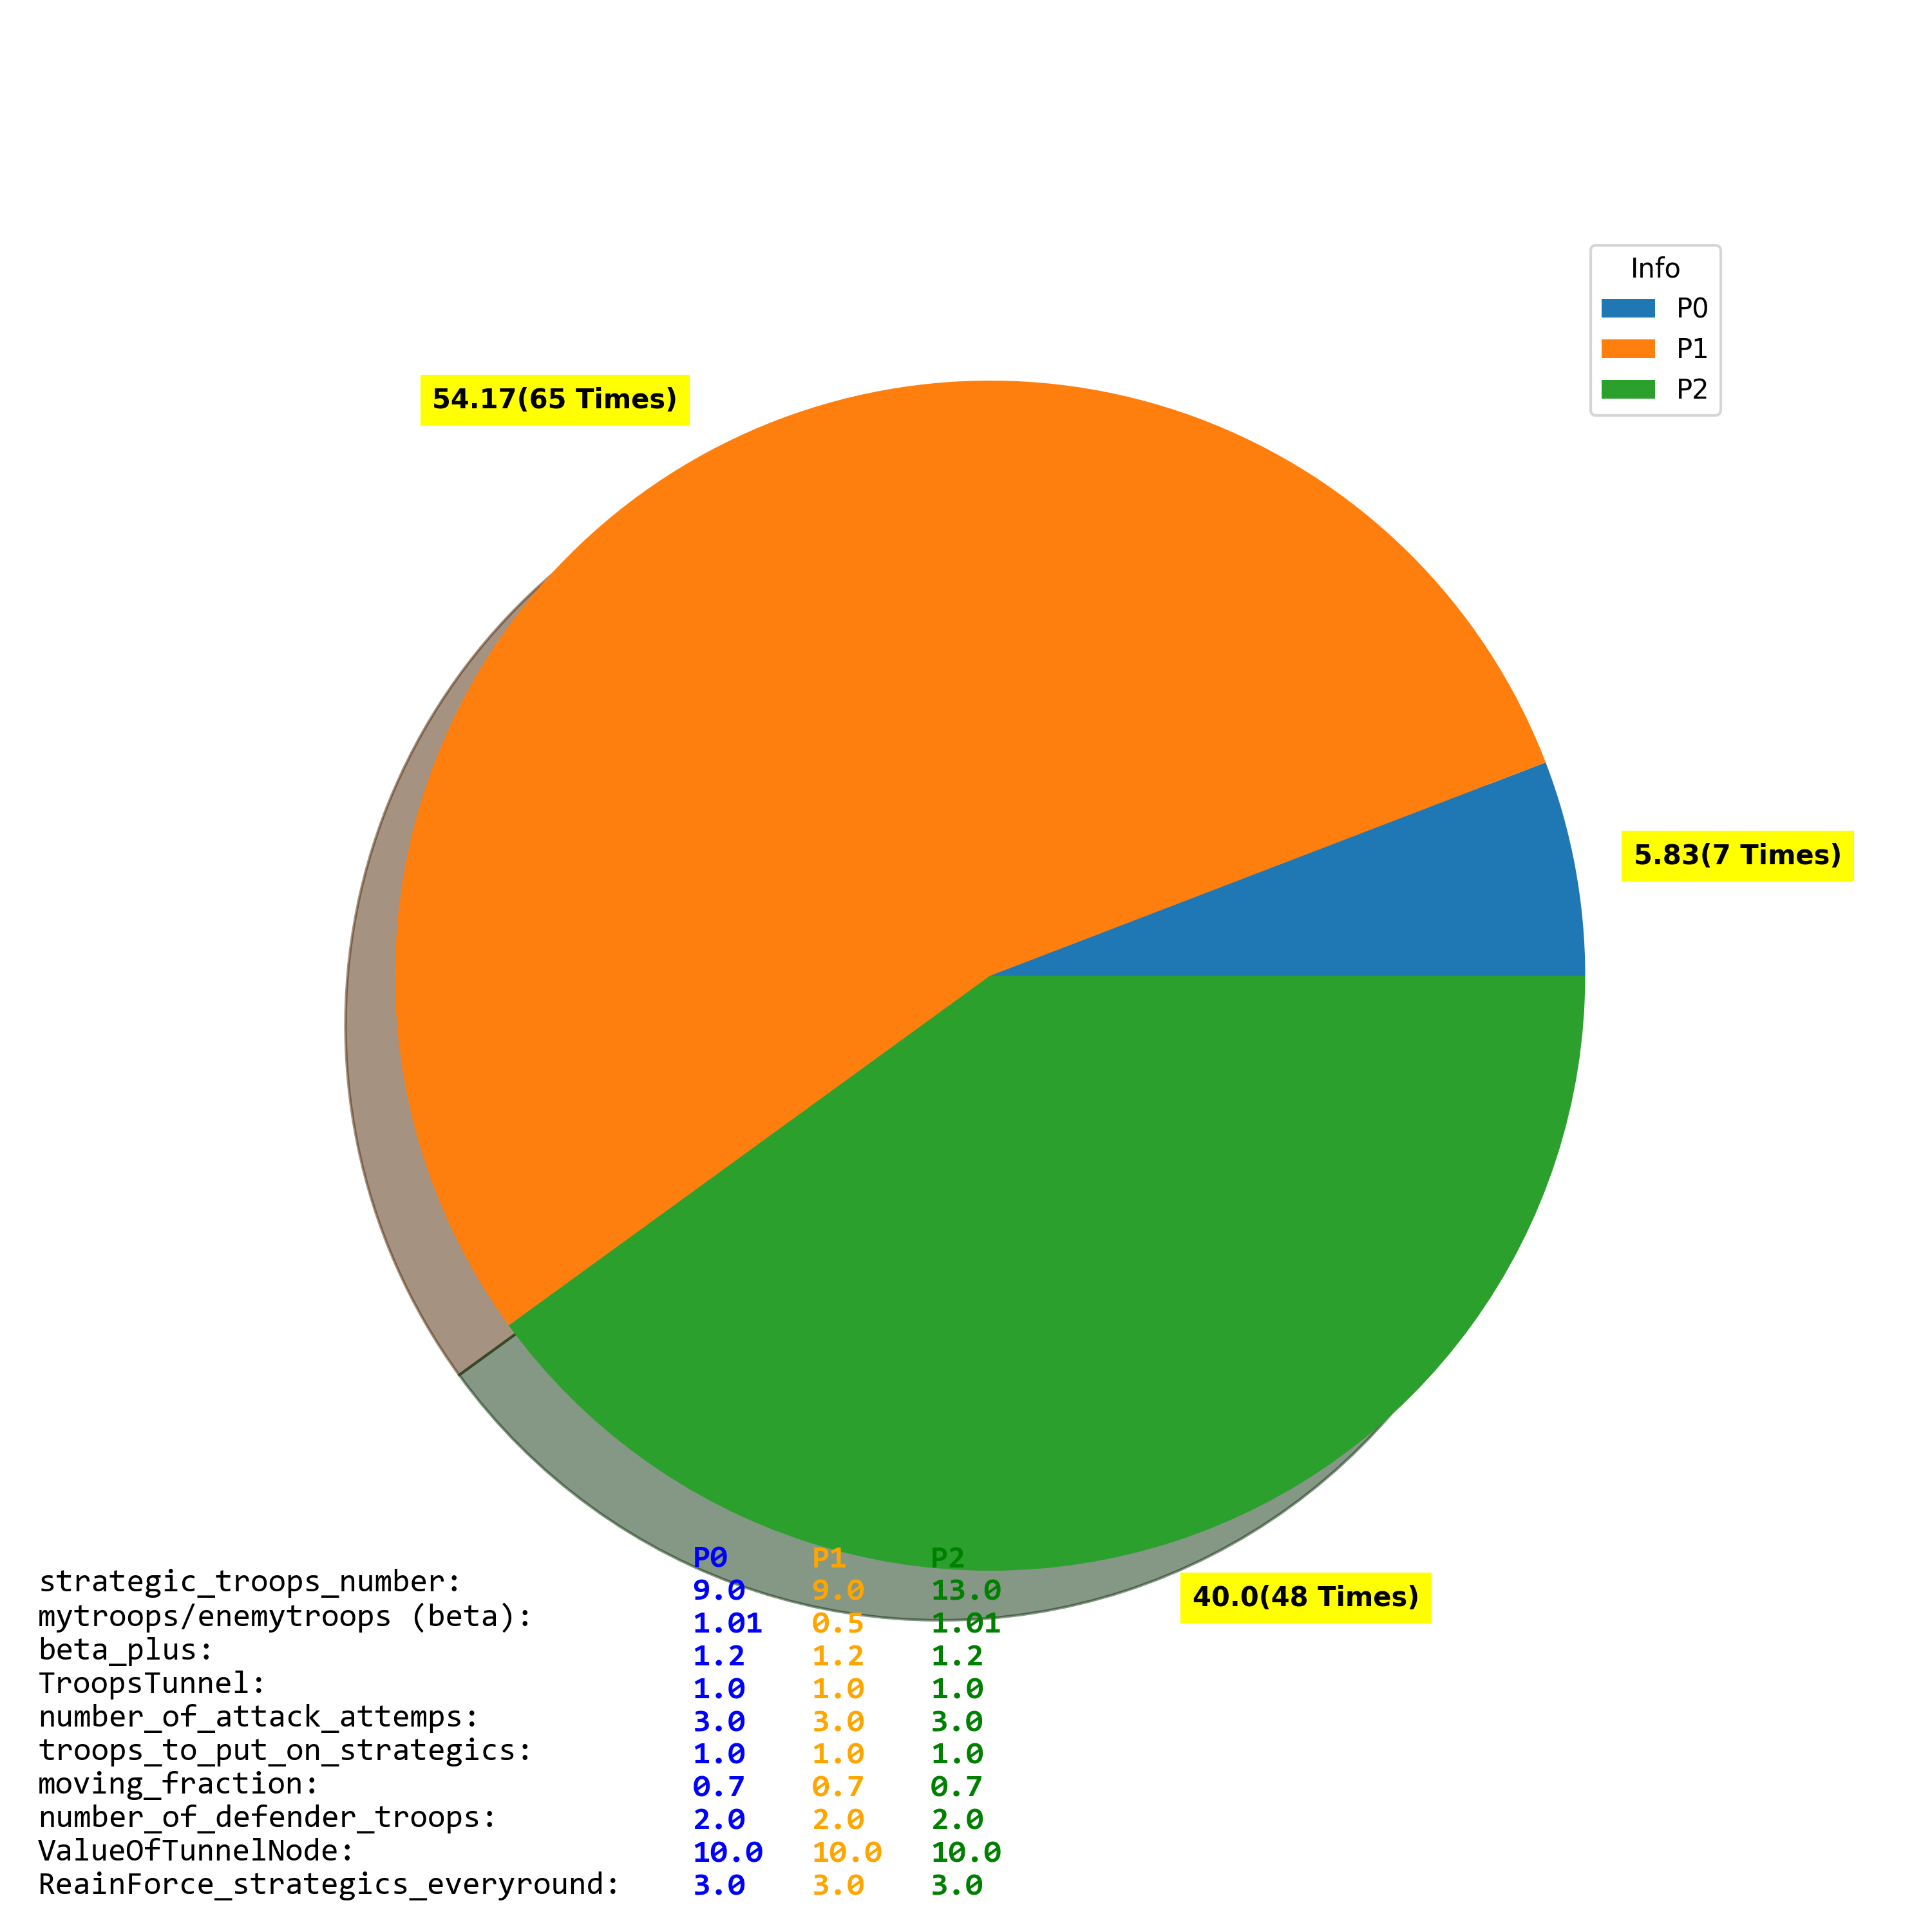 Info
P0
P1
P2
54.17(65 Times)
5.83(7 Times)
40.0(48 Times)
P0 P1 P2
strategic_troops_number: 9.0 9.0 13.0
mytroops/enemytroops (beta): 1.01 0.5 1.01
beta_plus: 1.2 1.2 1.2
TroopsTunnel: 1.0 1.0 1.0
number_of_attack_attemps: 3.0 3.0 3.0
troops_to_put_on_strategics: 1.0 1.0 1.0
moving_fraction: 0.7 0.7 0.7
number_of_defender_troops: 2.0 2.0 2.0
ValueOfTunnelNode: 10.0 10.0 10.0
ReainForce_strategics_everyround: 3.0 3.0 3.0